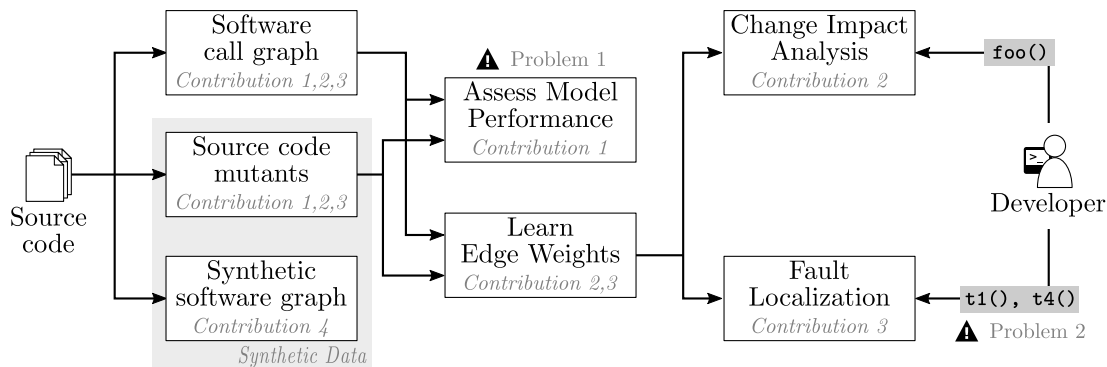 Source
code
Software
call graph
Contribution 1,2,3
Source code
mutants
Contribution 1,2,3
Synthetic
software graph
Contribution 4
Synthetic Data
Problem 1
Assess Model
Performance
Contribution 1
Learn
Edge Weights
Contribution 2,3
Change Impact
Analysis
Contribution 2
Fault
Localization
Contribution 3
foo()
>_
Developer
t1(), t4()
Problem 2